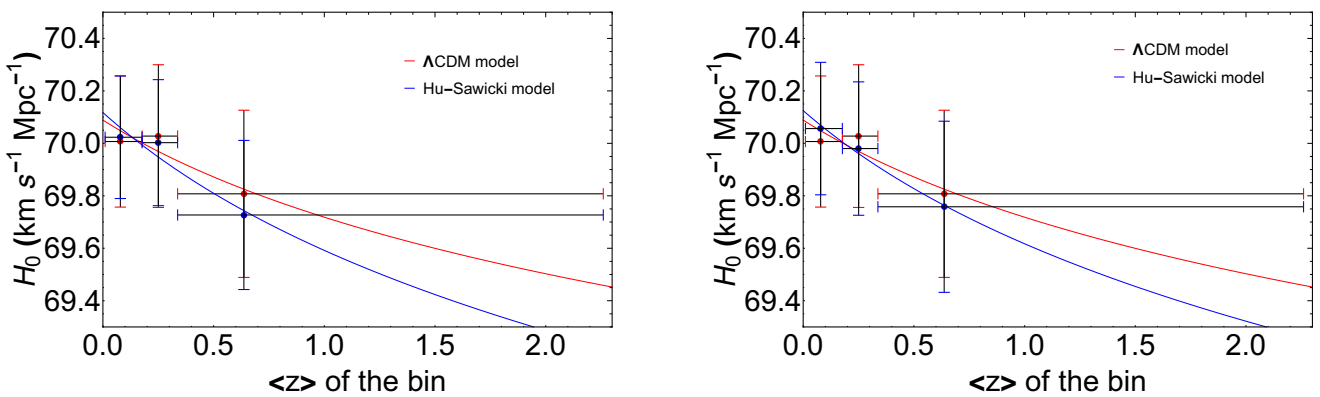 70.4
70.2
70.0
69.8
69.6
69.4
H₀ (km s⁻¹ Mpc⁻¹)
ΛCDM model
Hu−Sawicki model
0.0 0.5 1.0 1.5 2.0
<z> of the bin
70.4
70.2
70.0
69.8
69.6
69.4
H₀ (km s⁻¹ Mpc⁻¹)
ΛCDM model
Hu−Sawicki model
0.0 0.5 1.0 1.5 2.0
<z> of the bin